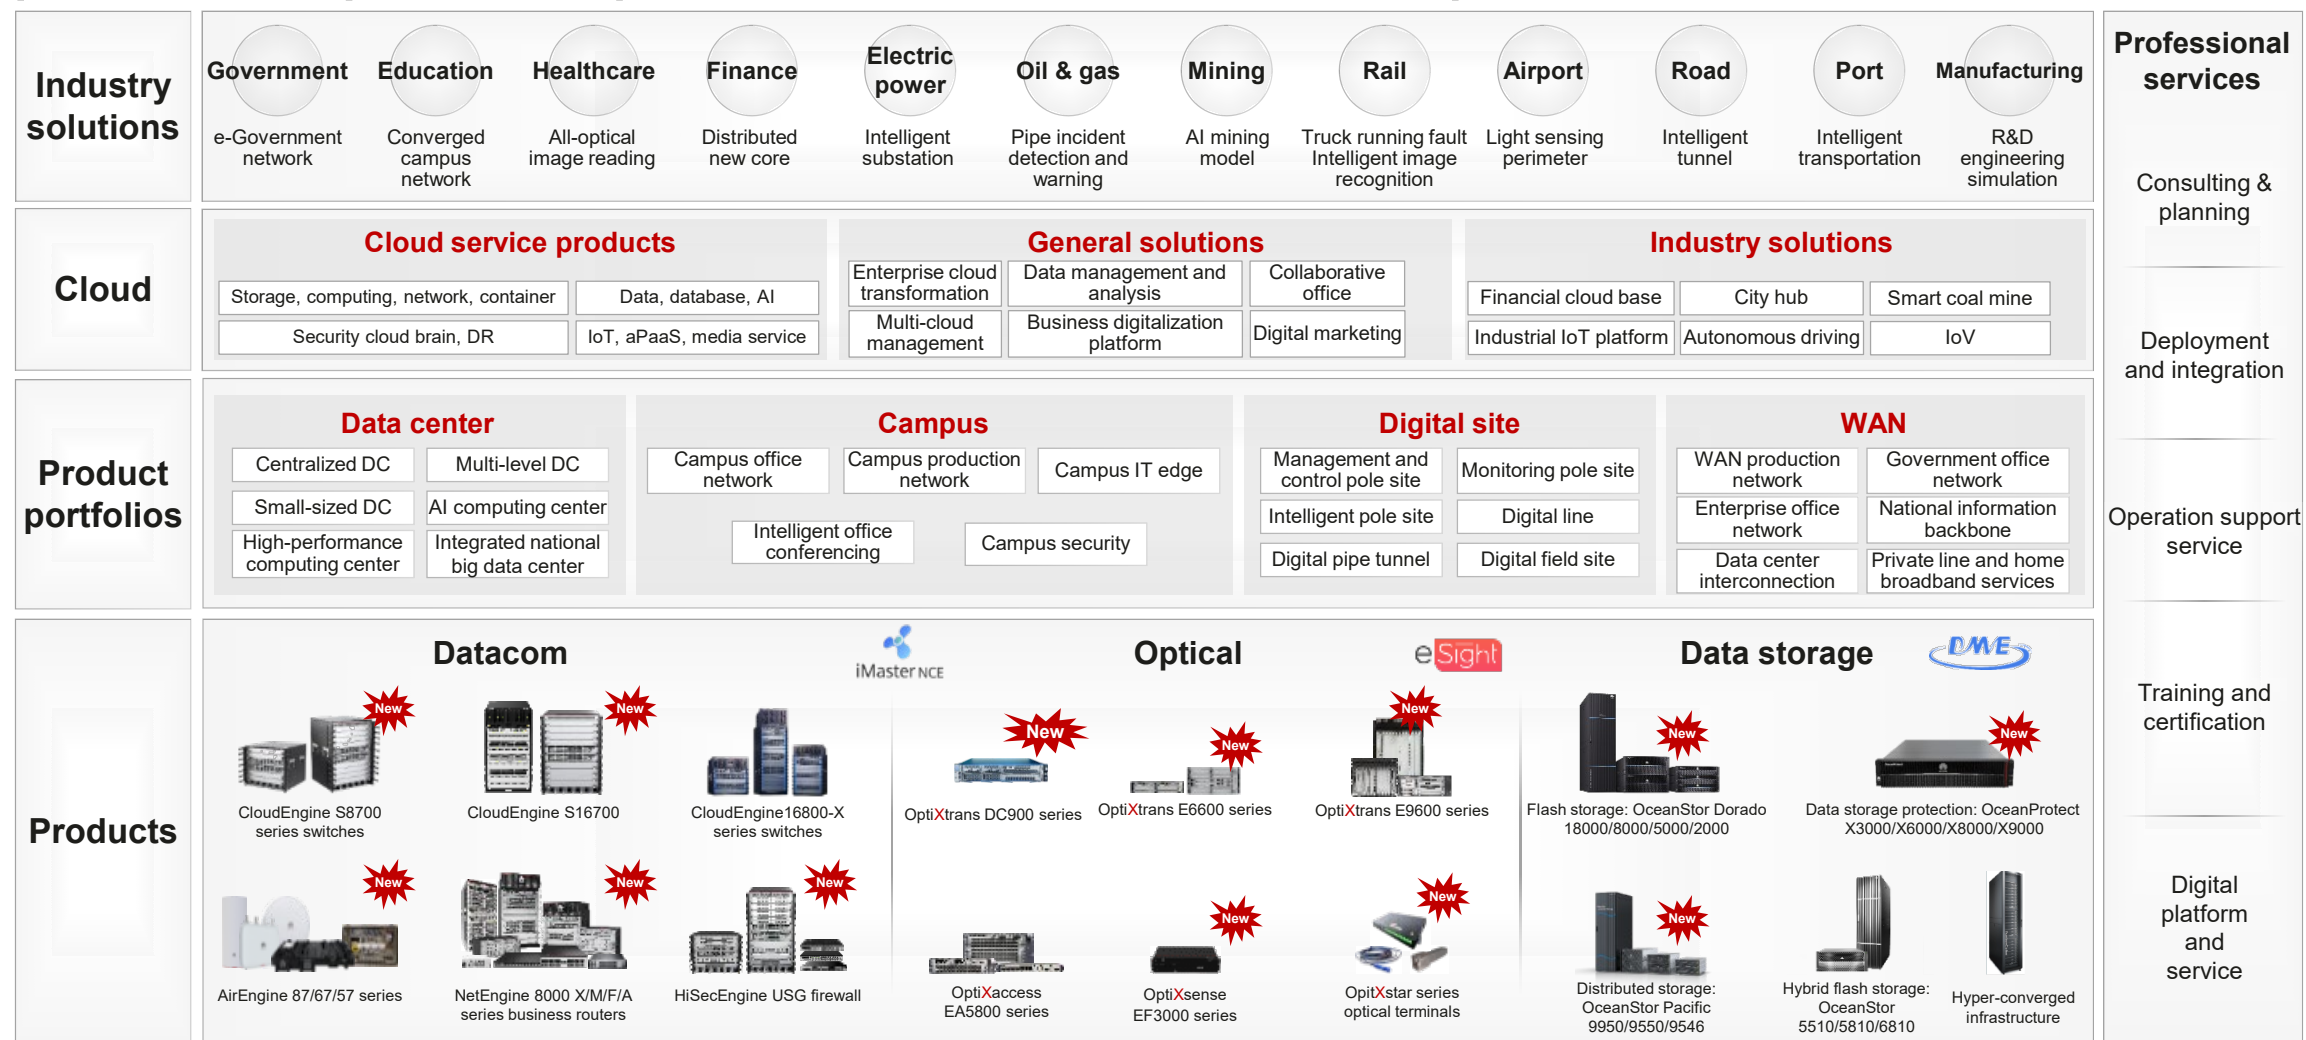 Industry
solutions
Government
e-Government
network
Education
Converged
campus
network
Healthcare
All-optical
image reading
Finance
Distributed
new core
Electric
power
Intelligent
substation
Oil & gas
Pipe incident
detection and
warning
Mining
AI mining
model
Rail
Truck running fault
Intelligent image
recognition
Airport
Light sensing
perimeter
Road
Intelligent
tunnel
Port
Intelligent
transportation
Manufacturing
R&D
engineering
simulation
Cloud
Cloud service products
Storage, computing, network, container
Data, database, AI
Security cloud brain, DR
IoT, aPaaS, media service
General solutions
Enterprise cloud
transformation
Data management and
analysis
Collaborative
office
Multi-cloud
management
Business digitalization
platform
Digital marketing
Industry solutions
Financial cloud base
City hub
Smart coal mine
Industrial IoT platform
Autonomous driving
IoV
Product
portfolios
Data center
Centralized DC
Multi-level DC
Small-sized DC
AI computing center
High-performance
computing center
Integrated national
big data center
Campus
Campus office
network
Campus production
network
Campus IT edge
Intelligent office
conferencing
Campus security
Digital site
Management and
control pole site
Monitoring pole site
Intelligent pole site
Digital line
Digital pipe tunnel
Digital field site
WAN
WAN production
network
Government office
network
Enterprise office
network
National information
backbone
Data center
interconnection
Private line and home
broadband services
Products
Datacom
iMaster NCE
New
CloudEngine S8700
series switches
New
CloudEngine S16700
CloudEngine16800-X
series switches
New
AirEngine 87/67/57 series
New
NetEngine 8000 X/M/F/A
series business routers
New
HiSecEngine USG firewall
Optical
eSight
New
OptiXtrans DC900 series
New
OptiXtrans E6600 series
New
OptiXtrans E9600 series
OptiXaccess
EA5800 series
New
OptiXsense
EF3000 series
New
OpitXstar series
optical terminals
Data storage
DME
New
Flash storage: OceanStor Dorado
18000/8000/5000/2000
New
Data storage protection: OceanProtect
X3000/X6000/X8000/X9000
New
Distributed storage:
OceanStor Pacific
9950/9550/9546
Hybrid flash storage:
OceanStor
5510/5810/6810
Hyper-converged
infrastructure
Professional
services
Consulting &
planning
Deployment
and integration
Operation support
service
Training and
certification
Digital
platform
and
service